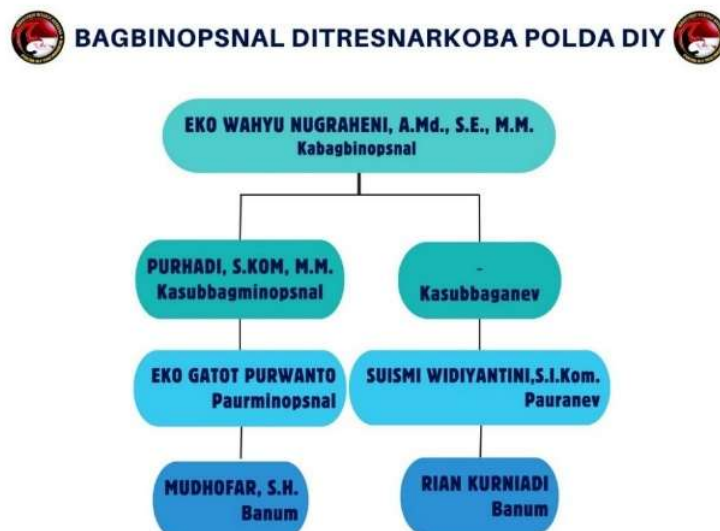 BAGBINOPSNAL DITRESNARKOBA POLDA DIY
EKO WAHYU NUGRAHENI, A.Md., S.E., M.M.
Kabagbinopsnal
PURHADI, S.KOM, M.M.
Kasubbagminopsnal
-
Kasubbaganev
EKO GATOT PURWANTO
Paurminopsnal
SUISMI WIDIYANTINI,S.I.Kom.
Pauranev
MUDHOFAR, S.H.
Banum
RIAN KURNIADI
Banum